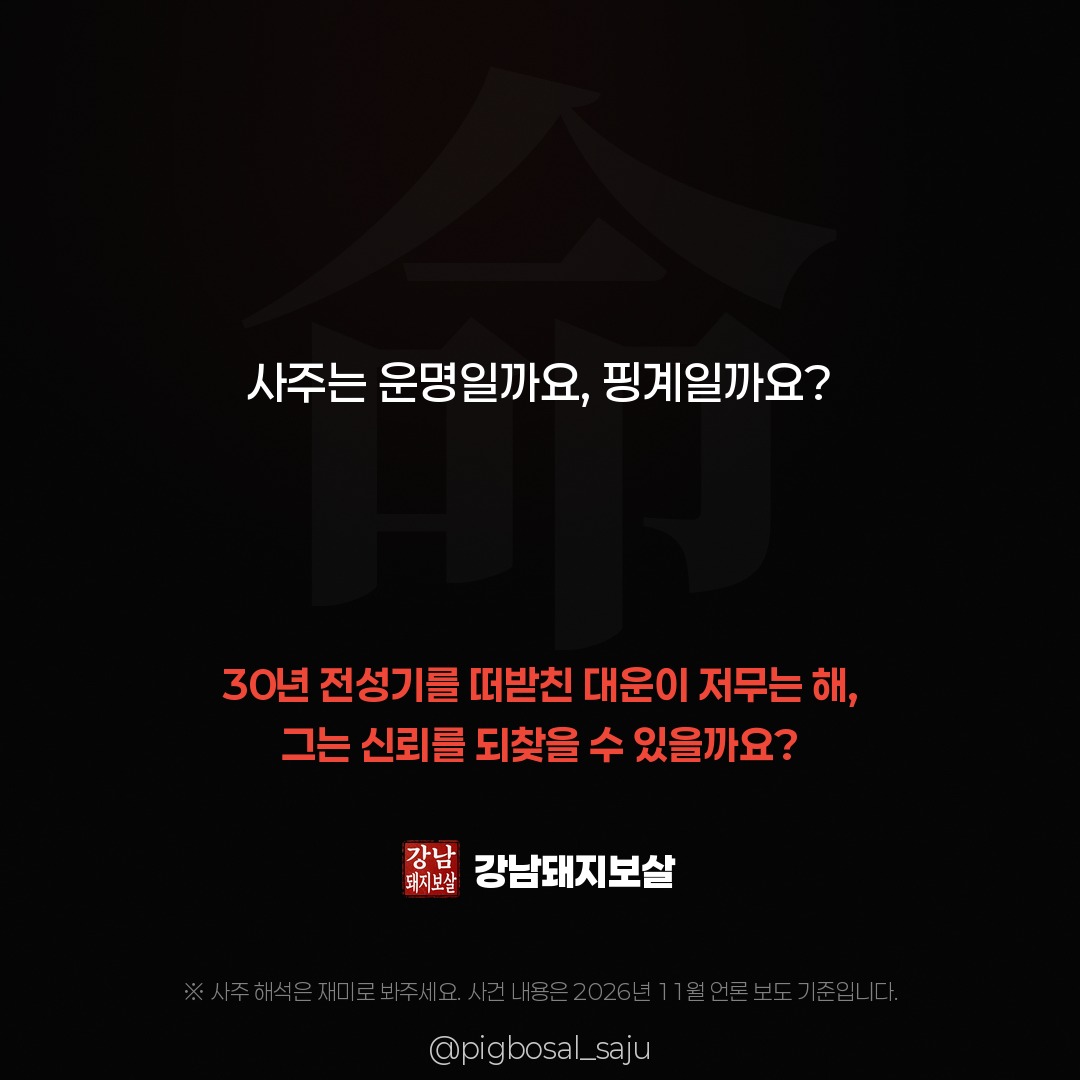 命
사주는 운명일까요, 핑계일까요?
30년 전성기를 떠받친 대운이 저무는 해,
그는 신뢰를 되찾을 수 있을까요?
강남
돼지보살
강남돼지보살
※ 사주 해석은 재미로 봐주세요. 사건 내용은 2026년 11월 언론 보도 기준입니다.
@pigbosal_saju